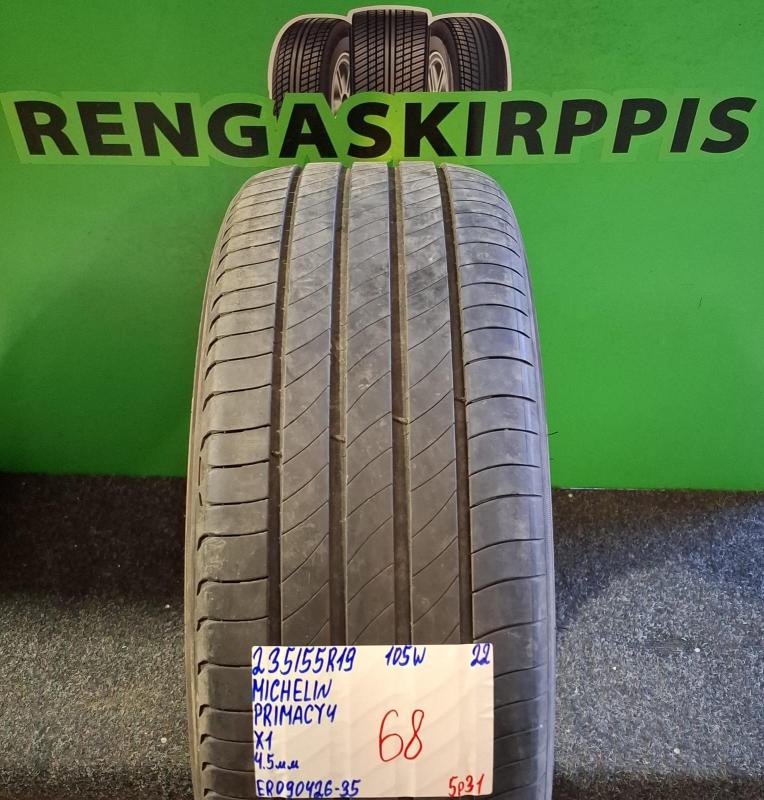 RENGASKIRPPIS
235/55R19 105W 22
MICHELIN
PRIMACY4
X1
68
4.5мм
ER090426-35 5p31